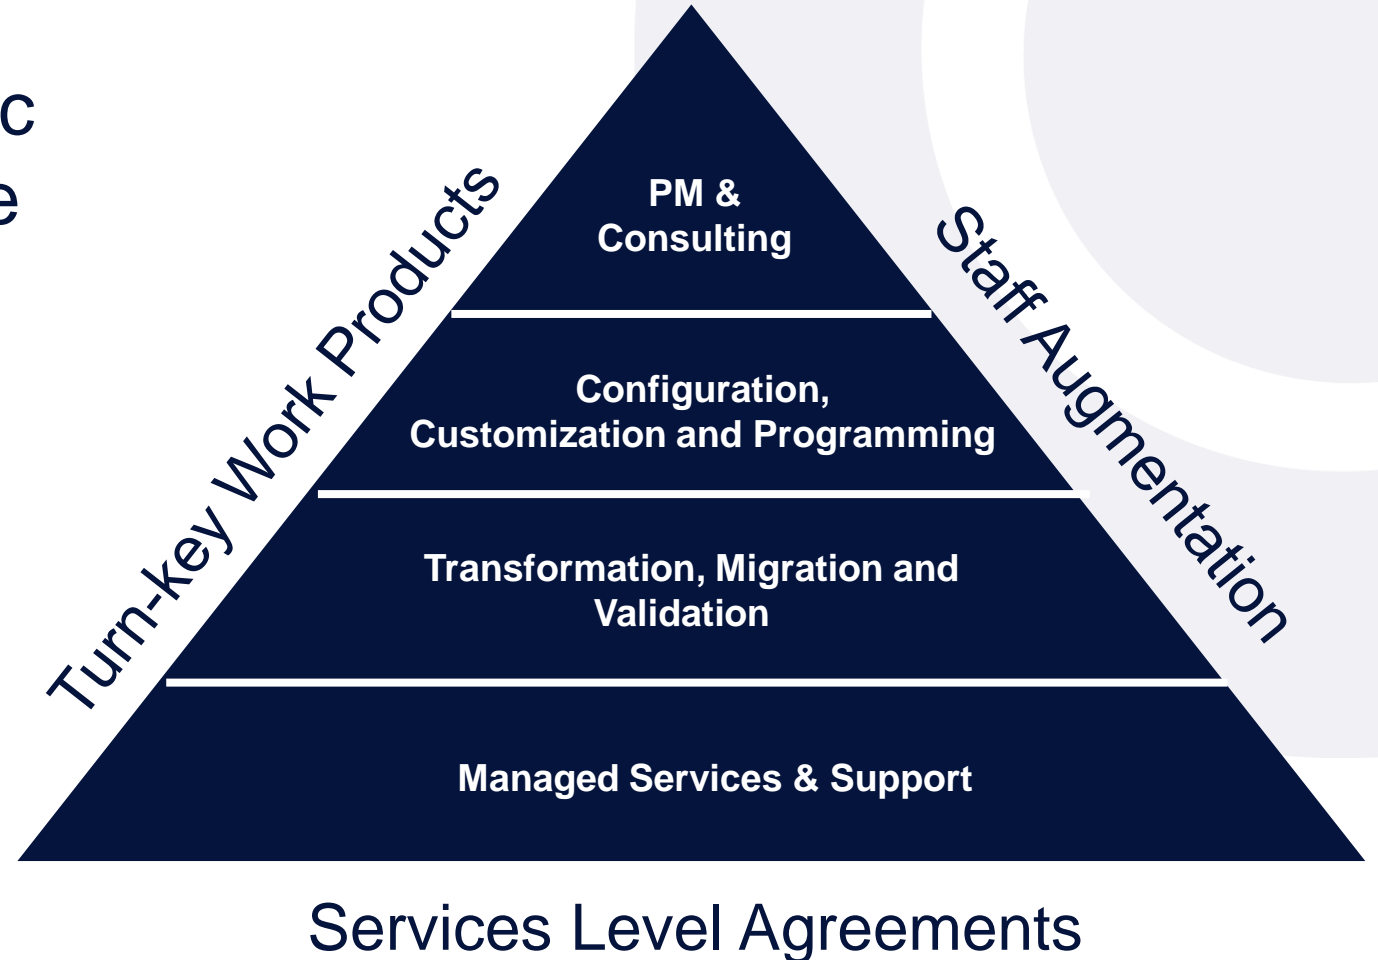 c
e
PM &
Consulting
Configuration,
Customization and Programming
Transformation, Migration and
Validation
Managed Services & Support
Turn-key Work Products
Staff Augmentation
Services Level Agreements